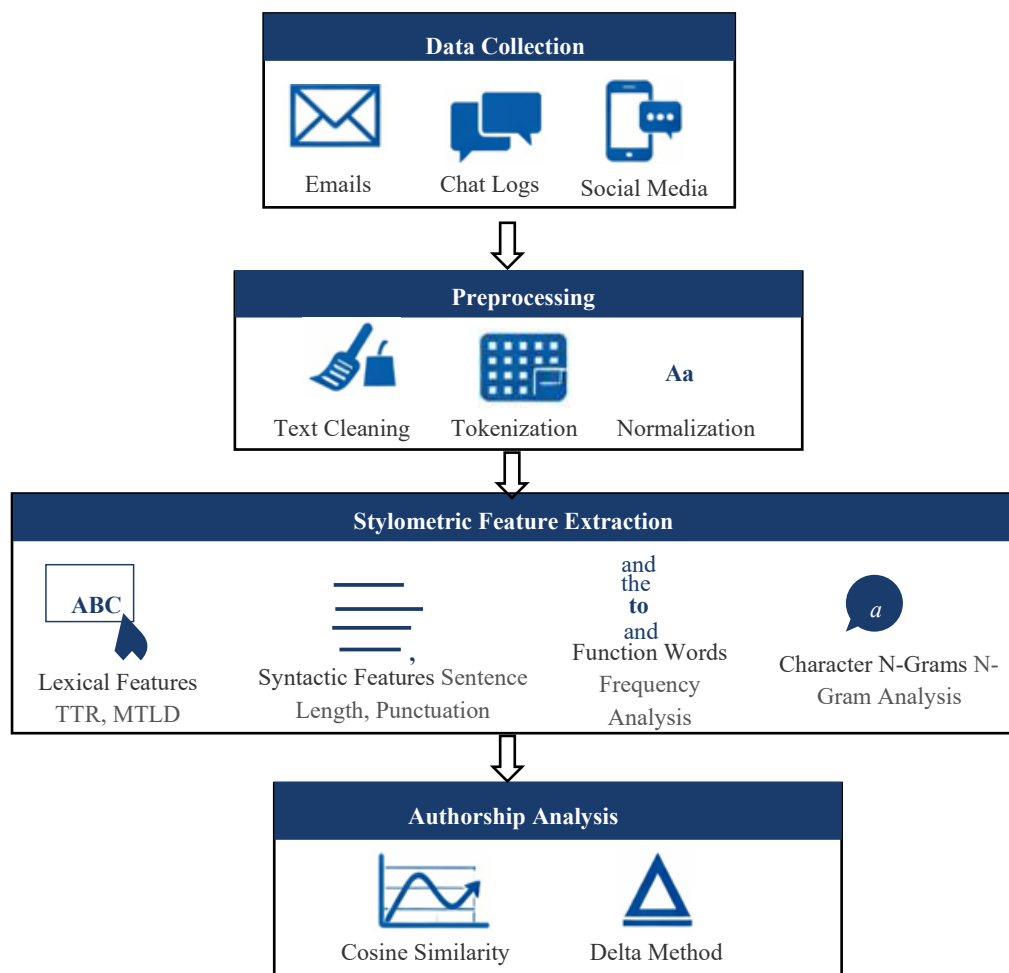 Data Collection
Emails
Chat Logs
Social Media
Preprocessing
Aa
Text Cleaning
Tokenization
Normalization
Stylometric Feature Extraction
ABC
Lexical Features
TTR, MTLD
,
Syntactic Features Sentence
Length, Punctuation
and
the
to
and
Function Words
Frequency
Analysis
a
Character N-Grams N-
Gram Analysis
Authorship Analysis
Cosine Similarity
Delta Method